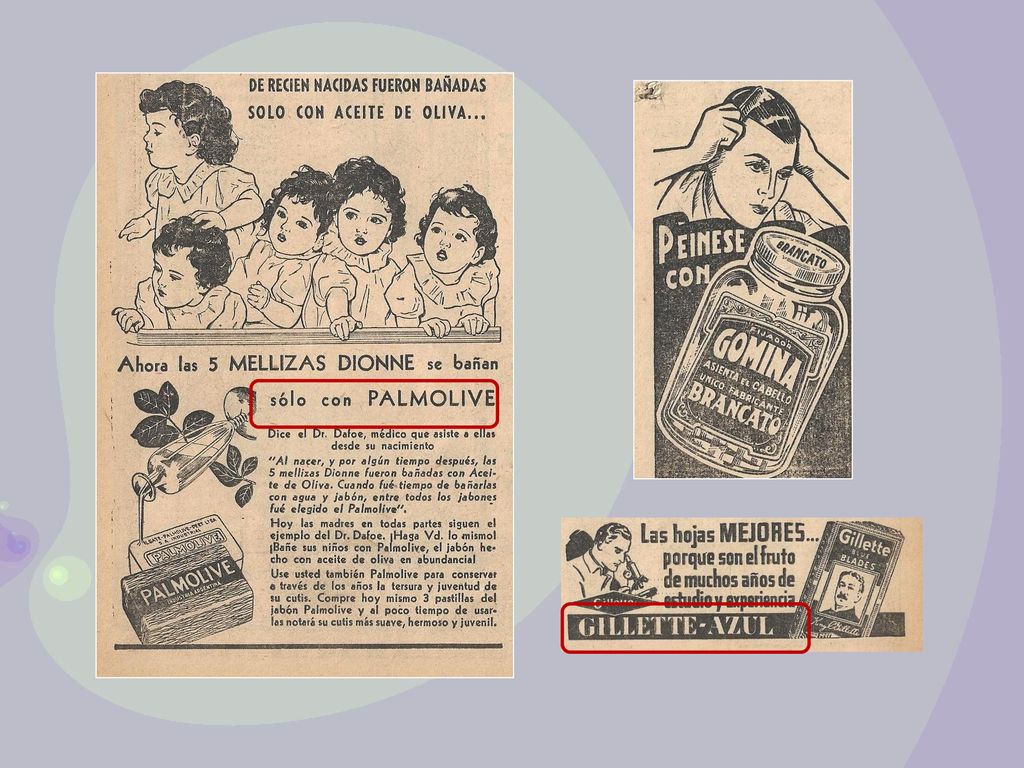 DE RECIEN NACIDAS FUERON BAÑADAS
SOLO CON ACEITE DE OLIVA...
Ahora las 5 MELLIZAS DIONNE se bañan
sólo con PALMOLIVE
Dice el Dr. Dafoe, médico que asiste a ellas
desde su nacimiento
"Al nacer, y por algún tiempo después, las
5 mellizas Dionne fueron bañadas con Acei-
te de Oliva. Cuando fué tiempo de bañarlas
con agua y jabón, entre todos los jabones
fué elegido el Palmolive".
Hoy las madres en todas partes siguen el
ejemplo del Dr. Dafoe. ¡Haga Vd. lo mismo!
¡Bañe sus niños con Palmolive, el jabón he-
cho con aceite de oliva en abundancia!
Use usted también Palmolive para conservar
a través de los años la tersura y juventud de
su cutis. Compre hoy mismo 3 pastillas del
jabón Palmolive y al poco tiempo de usar-
las notará su cutis más suave, hermoso y juvenil.
PALMOLIVE
PALMOLIVE
PEINESE
CON
BRANCATO
FIJADOR
GOMINA
ASIENTA EL CABELLO
UNICO FABRICANTE
BRANCATO
Las hojas MEJORES...
porque son el fruto
de muchos años de
estudio y experiencia
GILLETTE-AZUL
Gillette
BLUE
BLADES